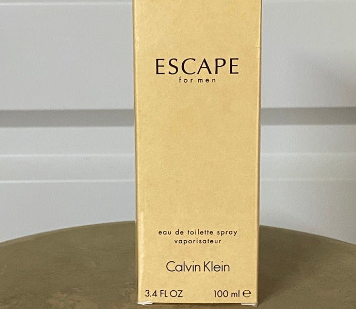 ESCAPE
for men
eau de toilette spray
vaporisateur
Calvin Klein
3.4 FL OZ 100 ml ℮